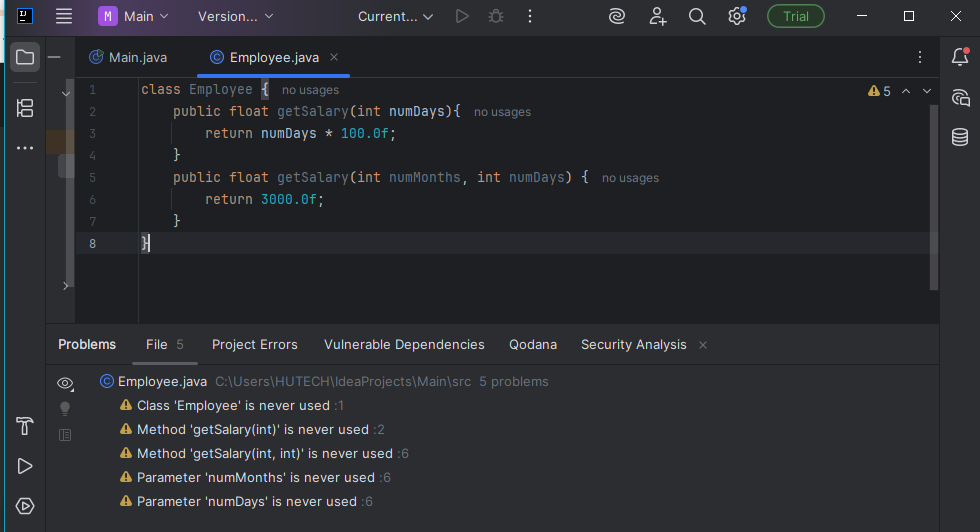 M Main Version... Current... Trial
Main.java Employee.java
1 class Employee { no usages
5
2 public float getSalary(int numDays){ no usages
3 return numDays * 100.0f;
4 }
5 public float getSalary(int numMonths, int numDays) { no usages
6 return 3000.0f;
7 }
8 }
Problems File 5 Project Errors Vulnerable Dependencies Qodana Security Analysis
Employee.java C:\Users\HUTECH\IdeaProjects\Main\src 5 problems
Class 'Employee' is never used :1
Method 'getSalary(int)' is never used :2
Method 'getSalary(int, int)' is never used :6
Parameter 'numMonths' is never used :6
Parameter 'numDays' is never used :6